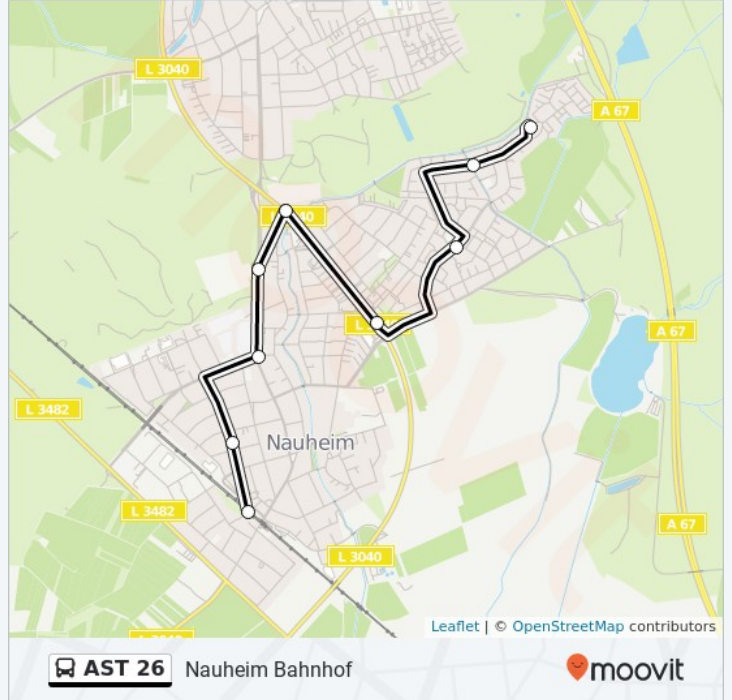 L 3040
A 67
A 67
L 3482
Nauheim
L 3482
A 67
L 3040
Leaflet | © OpenStreetMap contributors
AST 26 Nauheim Bahnhof
moovit